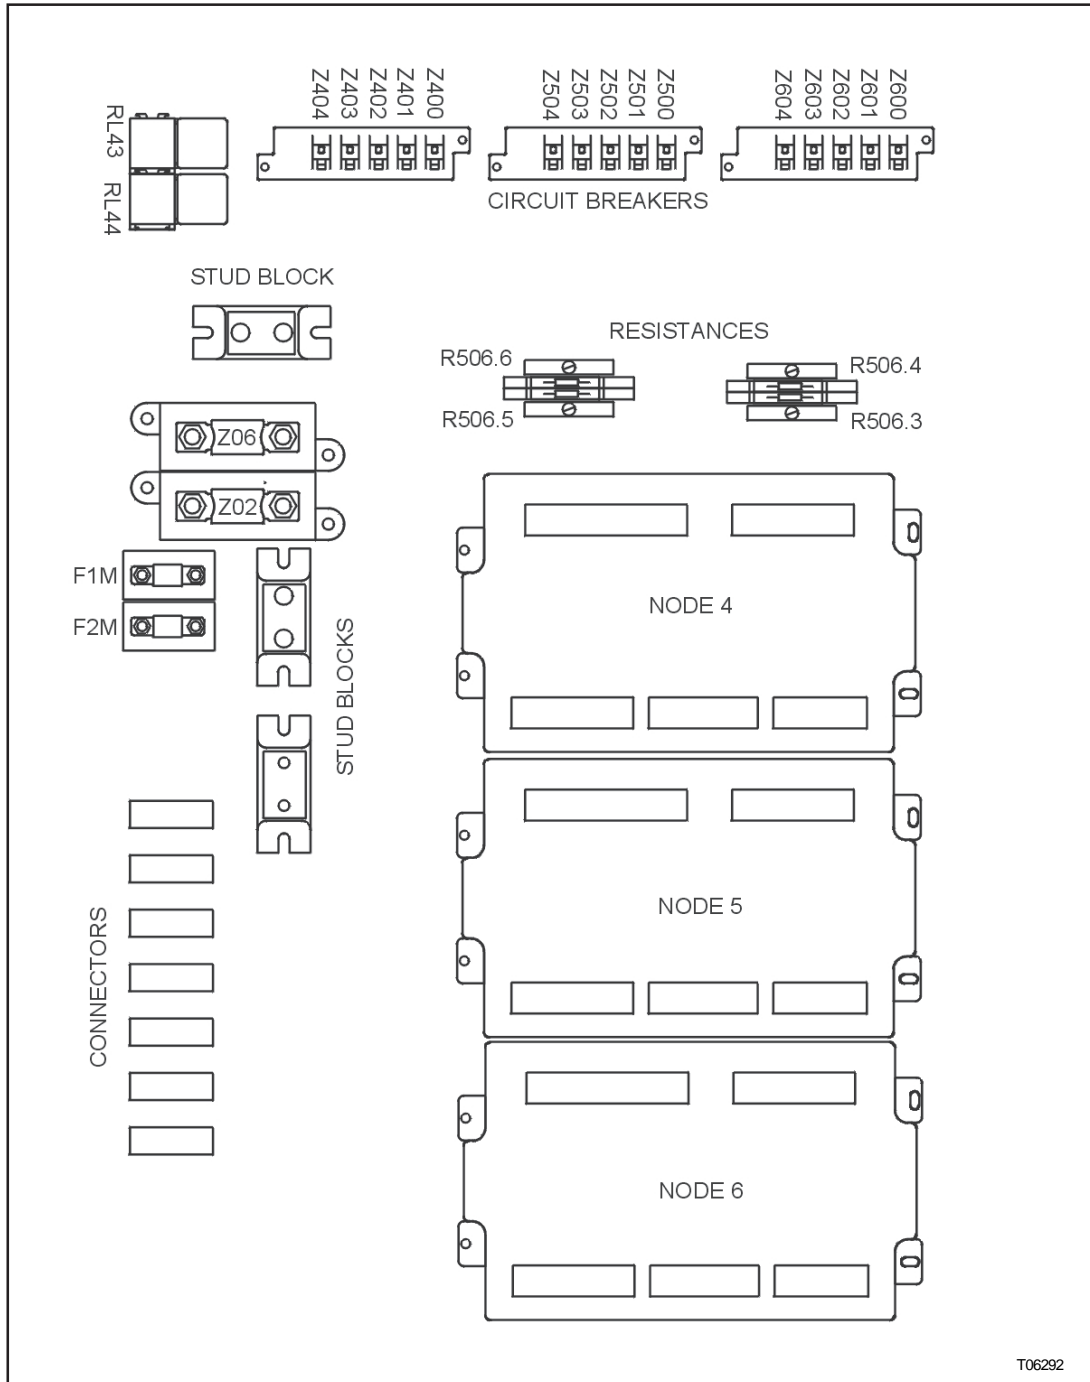 Z404
Z403
Z402
Z401
Z400
Z504
Z503
Z502
Z501
Z500
Z604
Z603
Z602
Z601
Z600
RL43
RL44
CIRCUIT BREAKERS
STUD BLOCK
RESISTANCES
R506.6
R506.4
R506.5
R506.3
Z06
Z02
F1M
F2M
STUD BLOCKS
NODE 4
NODE 5
CONNECTORS
NODE 6
T06292